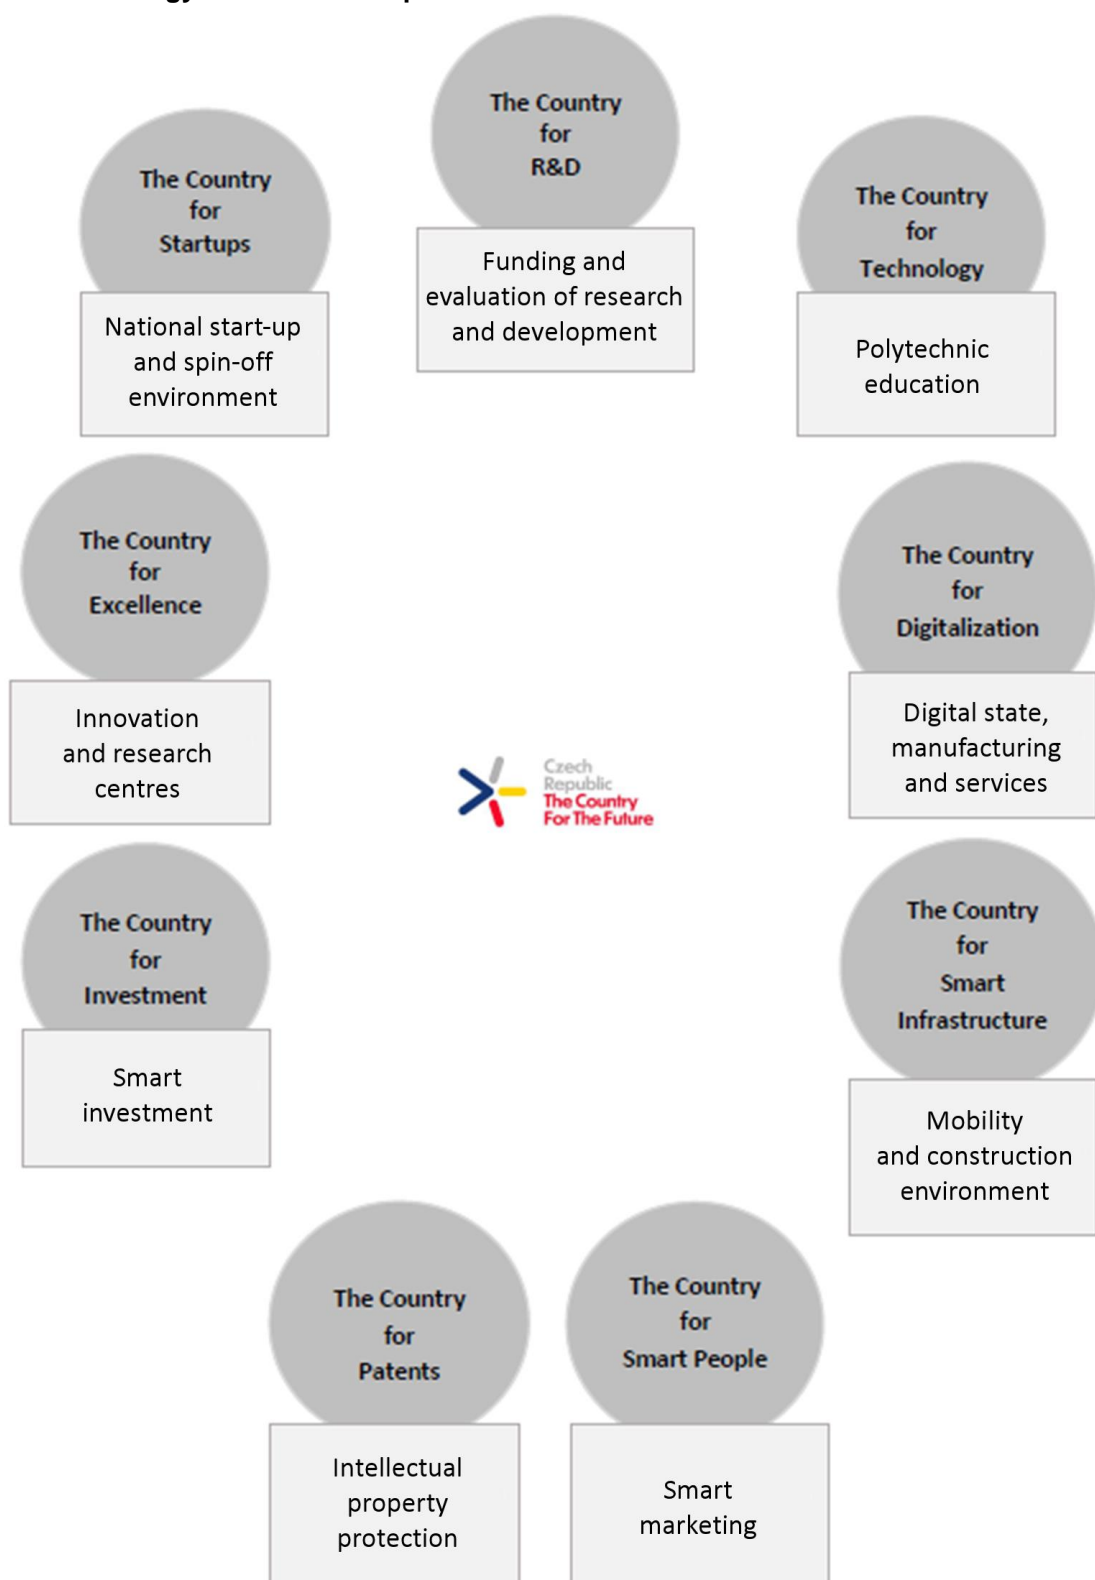 The Country
for
R&D
Funding and
evaluation of research
and development
The Country
for
Startups
National start-up
and spin-off
environment
The Country
for
Technology
Polytechnic
education
The Country
for
Excellence
Innovation
and research
centres
The Country
for
Digitalization
Digital state,
manufacturing
and services
Czech
Republic
The Country
For The Future
The Country
for
Investment
Smart
investment
The Country
for
Smart
Infrastructure
Mobility
and construction
environment
The Country
for
Patents
Intellectual
property
protection
The Country
for
Smart People
Smart
marketing